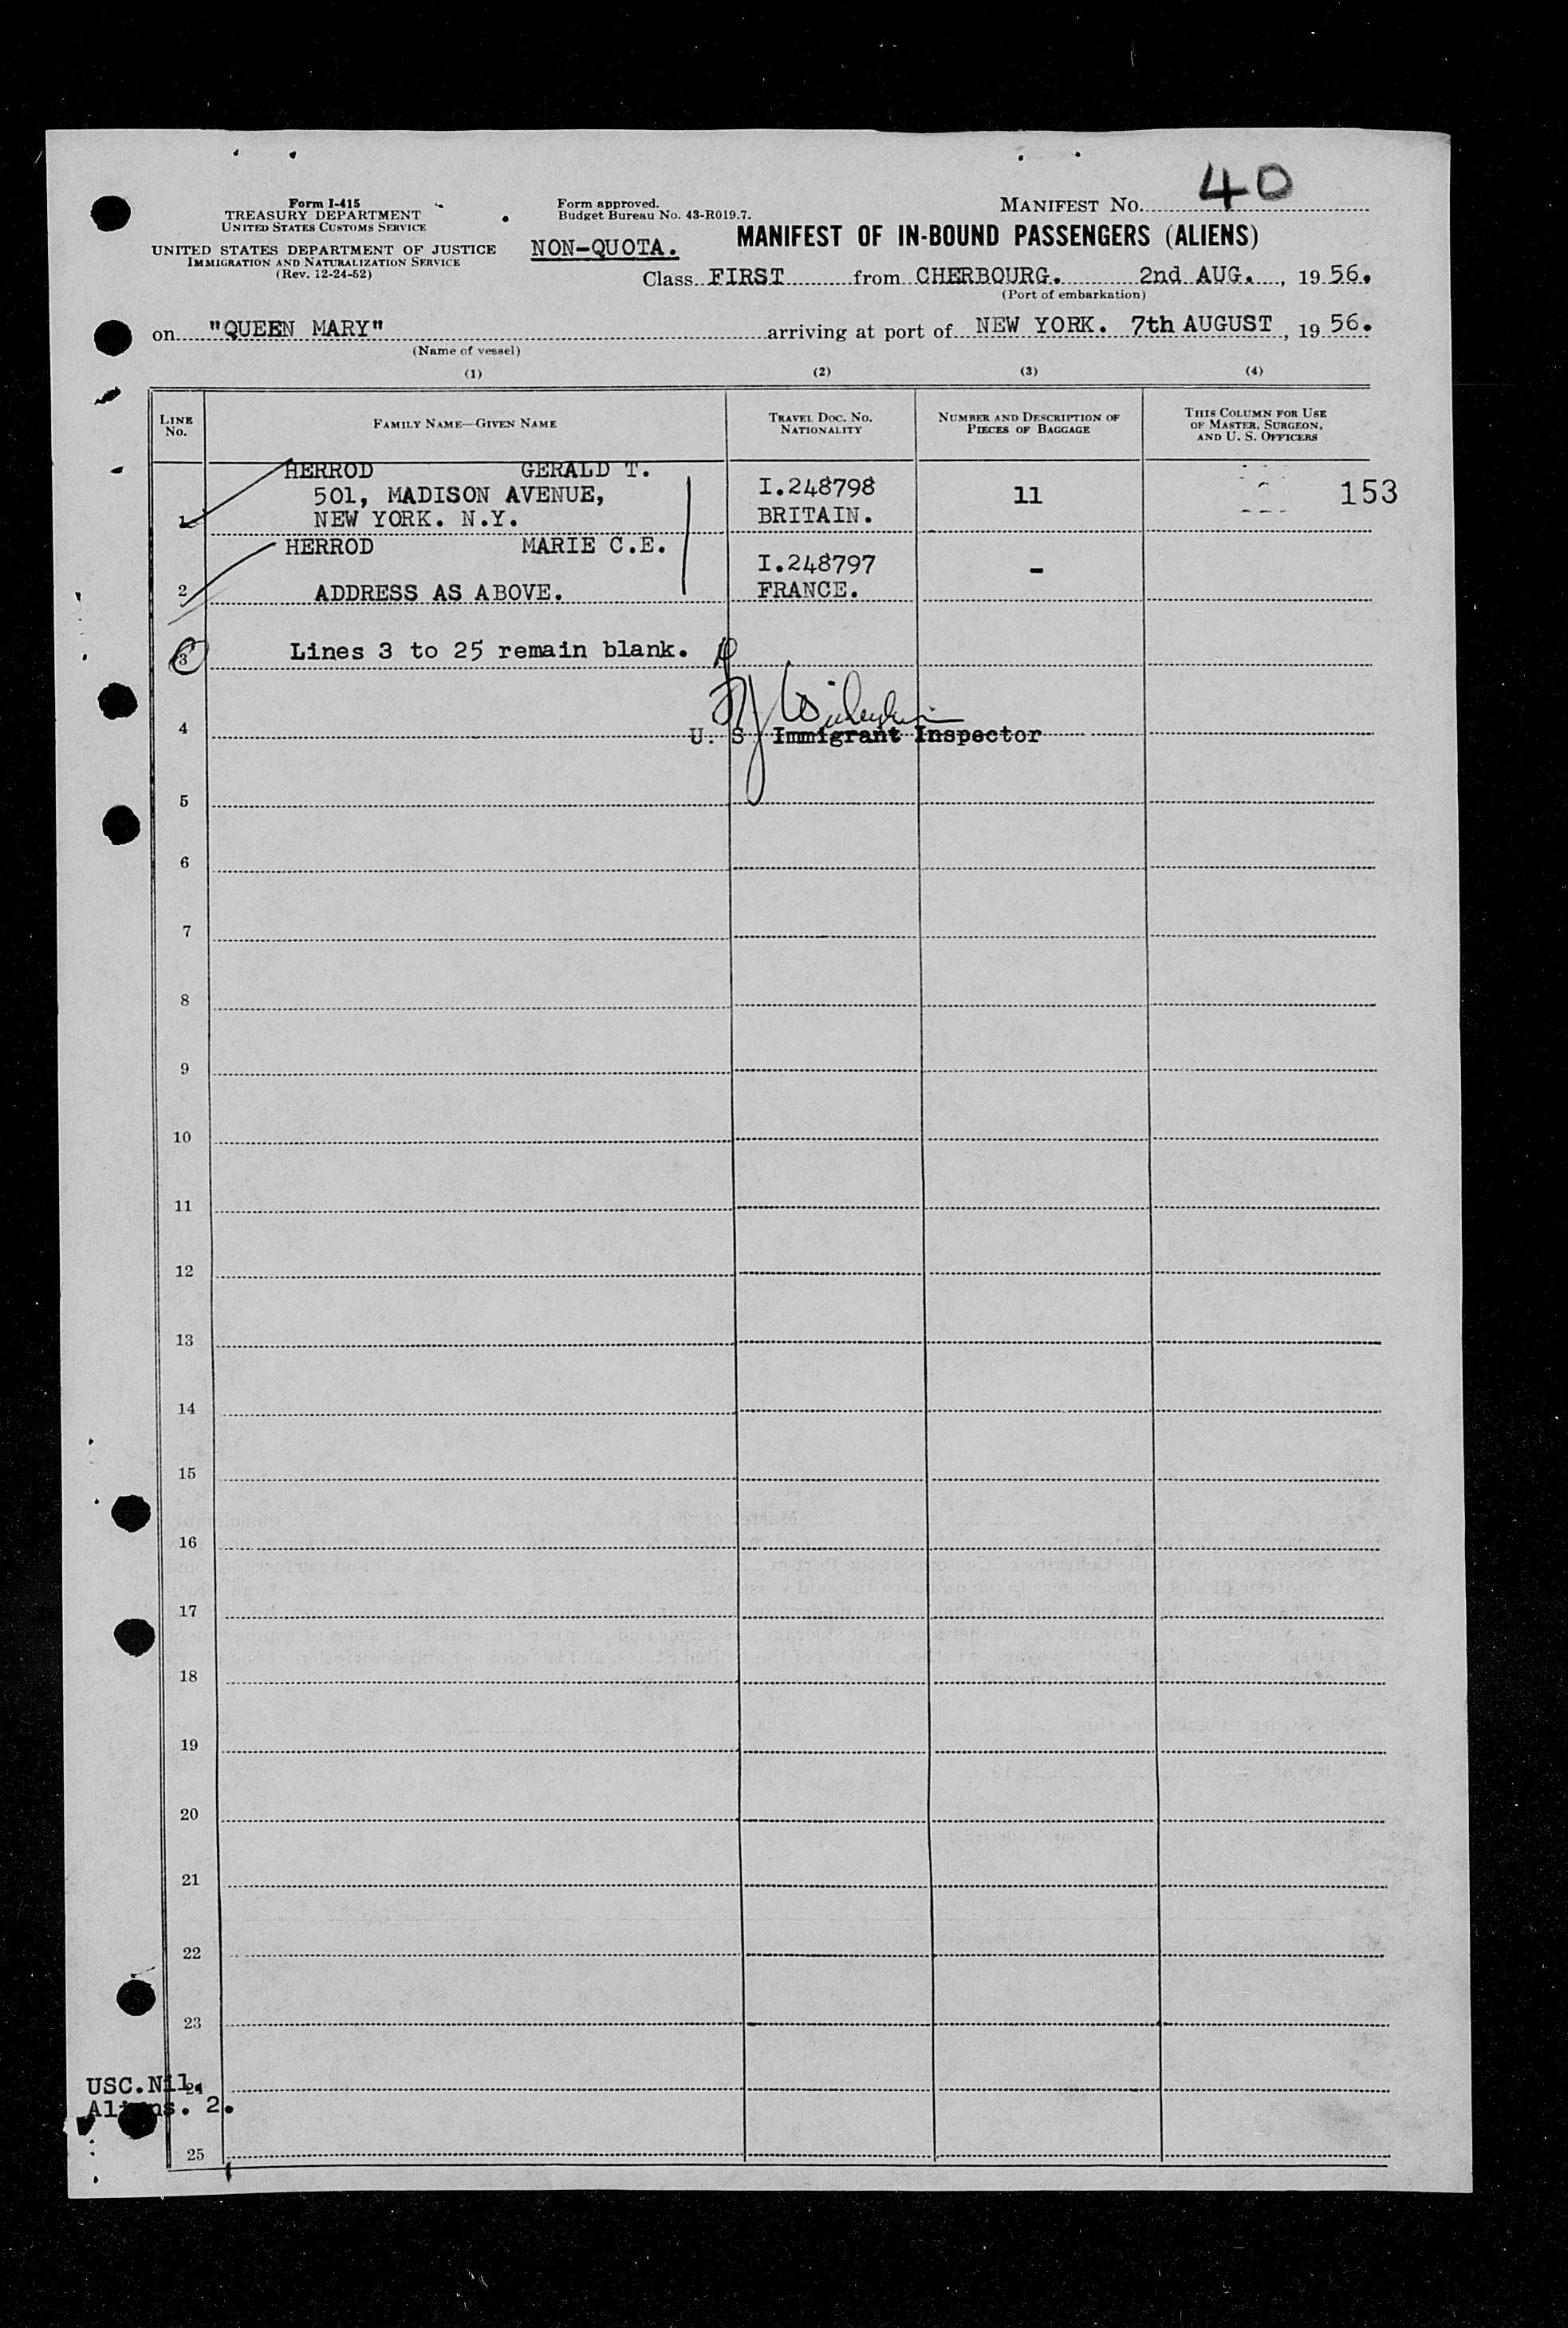 40
Form I-415
TREASURY DEPARTMENT
UNITED STATES CUSTOMS SERVICE
UNITED STATES DEPARTMENT OF JUSTICE
IMMIGRATION AND NATURALIZATION SERVICE
(Rev. 12-24-52)
Form approved.
Budget Bureau No. 43-R019.7.
MANIFEST NO.
NON-QUOTA.
MANIFEST OF IN-BOUND PASSENGERS (ALIENS)
Class FIRST from CHERBOURG. 2nd AUG., 1956.
(Port of embarkation)
on "QUEEN MARY" arriving at port of NEW YORK. 7th AUGUST, 1956.
(Name of vessel)
(1) (2) (3) (4)
LINE No.
FAMILY NAME—GIVEN NAME
TRAVEL DOC. NO. NATIONALITY
NUMBER AND DESCRIPTION OF PIECES OF BAGGAGE
THIS COLUMN FOR USE OF MASTER, SURGEON, AND U. S. OFFICERS
HERROD GERALD T.
501, MADISON AVENUE, I.248798 11 153
1 NEW YORK. N.Y. BRITAIN.
HERROD MARIE C.E.
I.248797 -
2 ADDRESS AS ABOVE. FRANCE.
3 Lines 3 to 25 remain blank.
4 U. S. Immigrant Inspector
5
6
7
8
9
10
11
12
13
14
15
16
17
18
19
20
21
22
23
USC.Nil.
24
Aliens. 2.
25